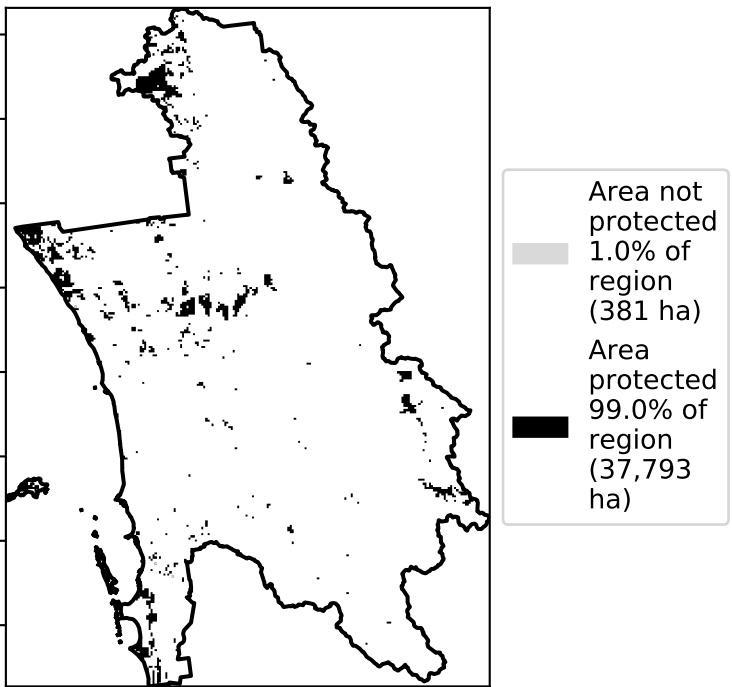 Area not
protected
1.0% of
region
(381 ha)
Area
protected
99.0% of
region
(37,793
ha)